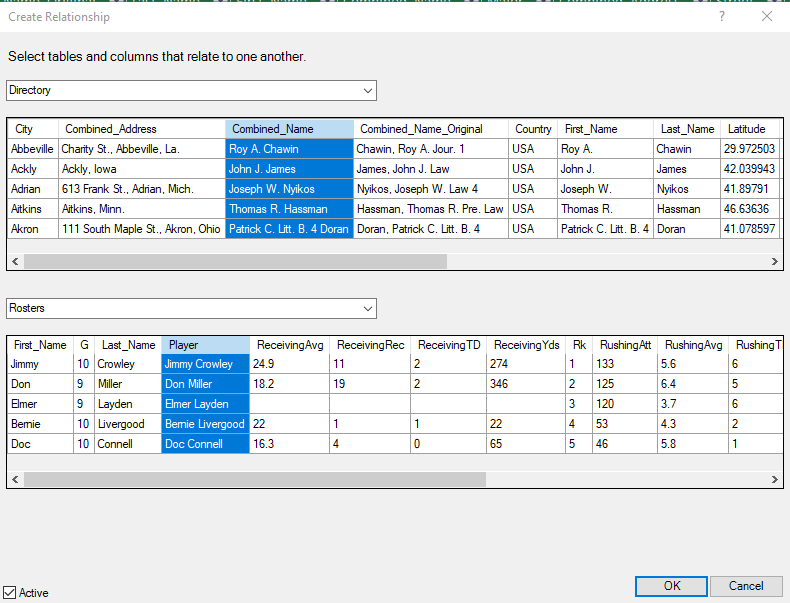 Create Relationship ? ×
Select tables and columns that relate to one another.
Directory
City Combined_Address Combined_Name Combined_Name_Original Country First_Name Last_Name Latitude
Abbeville Charity St., Abbeville, La. Roy A. Chawin Chawin, Roy A. Jour. 1 USA Roy A. Chawin 29.972503
Ackly Ackly, Iowa John J. James James, John J. Law USA John J. James 42.039943
Adrian 613 Frank St., Adrian, Mich. Joseph W. Nyikos Nyikos, Joseph W. Law 4 USA Joseph W. Nyikos 41.89791
Aitkins Aitkins, Minn. Thomas R. Hassman Hassman, Thomas R. Pre. Law USA Thomas R. Hassman 46.63636
Akron 111 South Maple St., Akron, Ohio Patrick C. Litt. B. 4 Doran Doran, Patrick C. Litt. B. 4 USA Patrick C. Litt. B. 4 Doran 41.078597
Rosters
First_Name G Last_Name Player ReceivingAvg ReceivingRec ReceivingTD ReceivingYds Rk RushingAtt RushingAvg RushingT
Jimmy 10 Crowley Jimmy Crowley 24.9 11 2 274 1 133 5.6 6
Don 9 Miller Don Miller 18.2 19 2 346 2 125 6.4 5
Elmer 9 Layden Elmer Layden 3 120 3.7 6
Bernie 10 Livergood Bernie Livergood 22 1 1 22 4 53 4.3 2
Doc 10 Connell Doc Connell 16.3 4 0 65 5 46 5.8 1
Active
OK Cancel